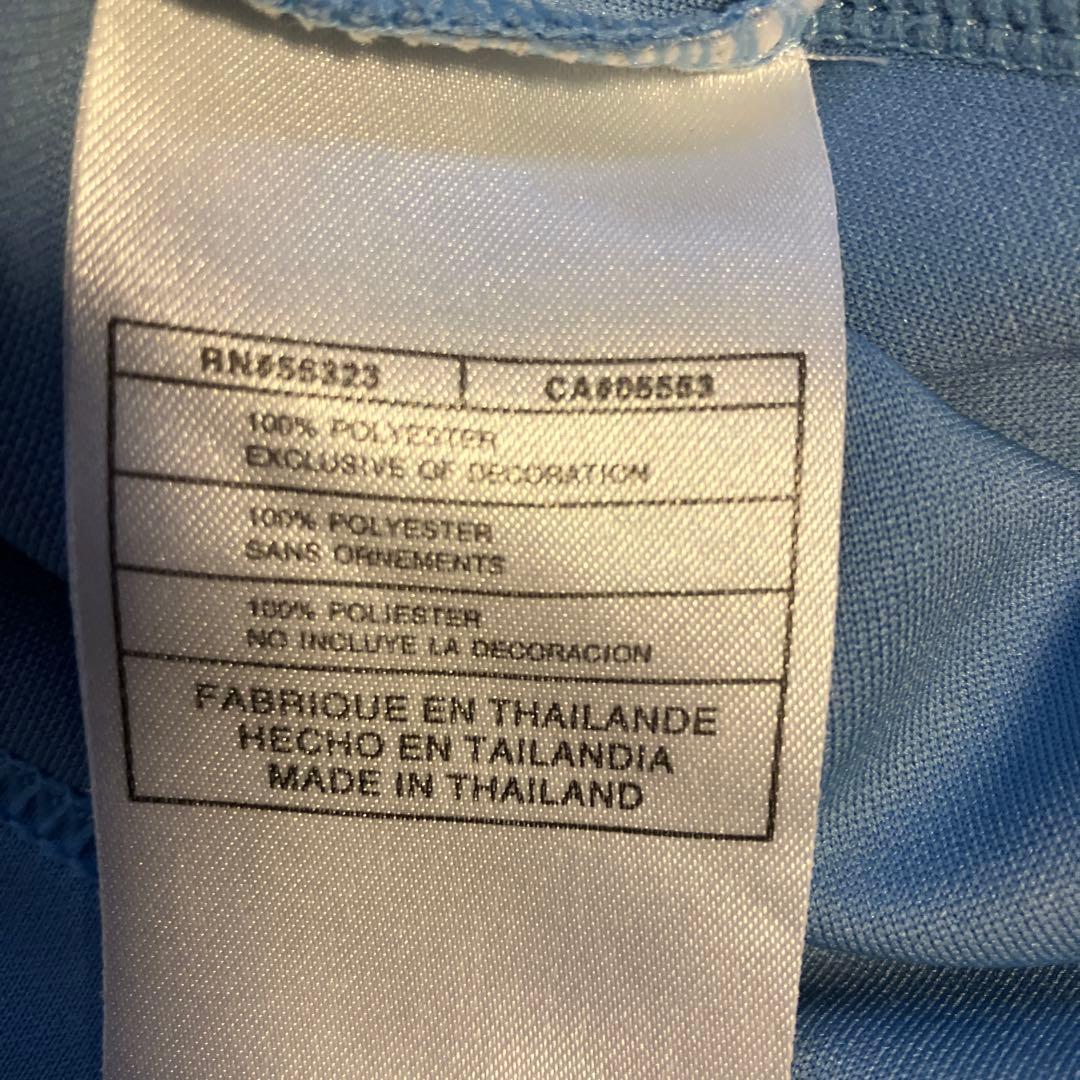 RN#56323 CA#05553
100% POLYESTER
EXCLUSIVE OF DECORATION
100% POLYESTER
SANS ORNEMENTS
100% POLIESTER
NO INCLUYE LA DECORACION
FABRIQUE EN THAILANDE
HECHO EN TAILANDIA
MADE IN THAILAND